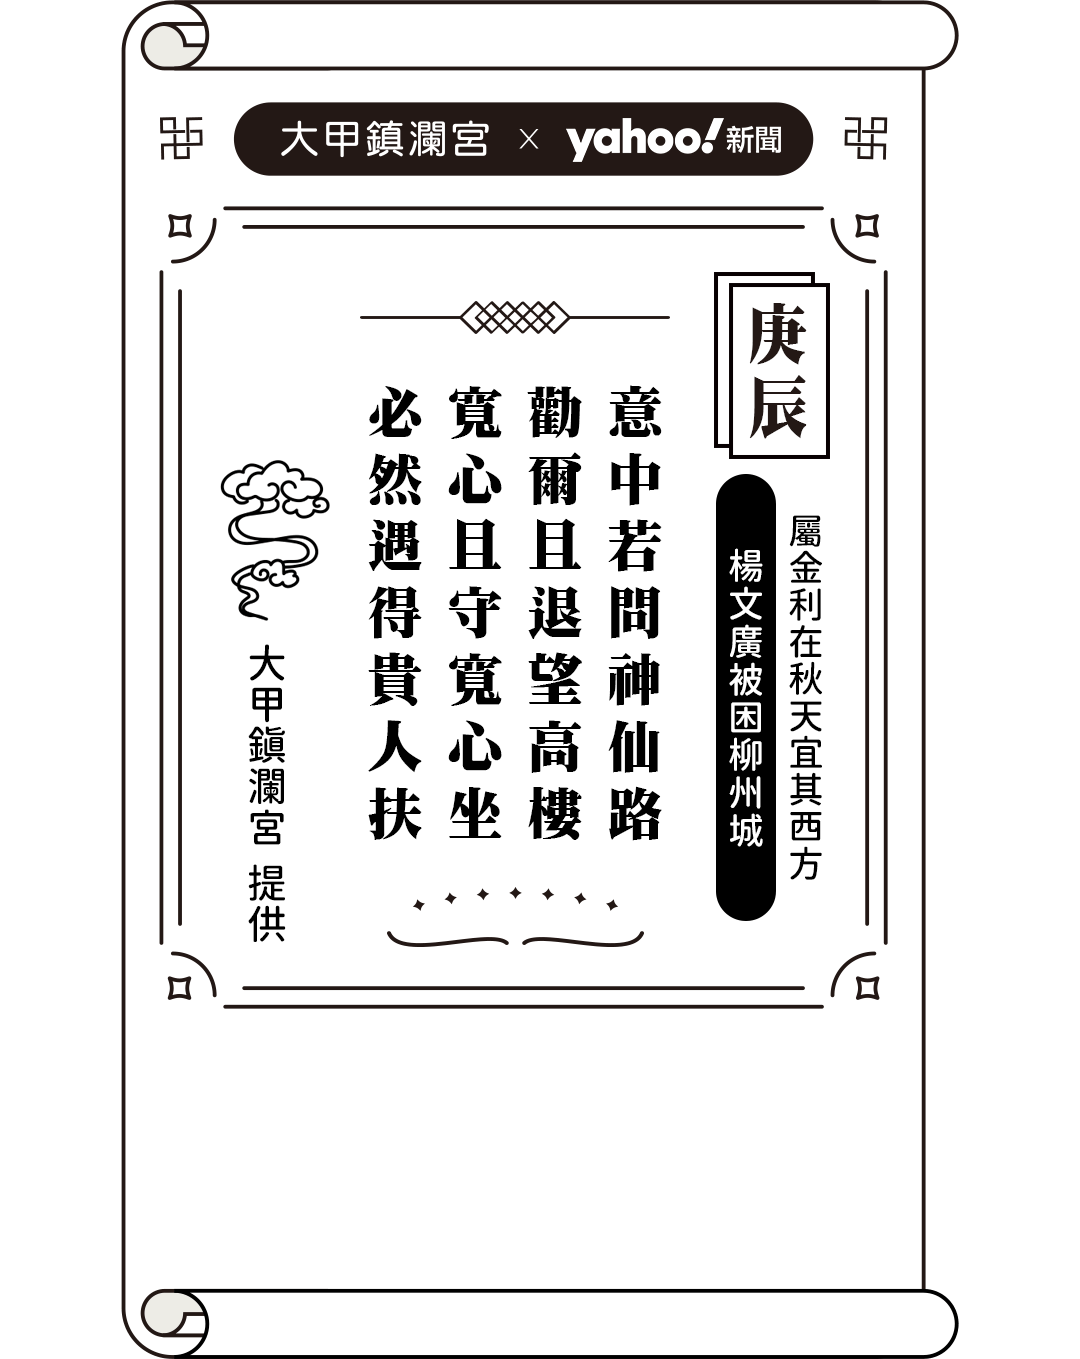 大甲鎮瀾宮 × yahoo!新聞
庚辰
屬金利在秋天宜其西方
楊文廣被困柳州城
意中若問神仙路
勸爾且退望高樓
寬心且守寬心坐
必然遇得貴人扶
大甲鎮瀾宮 提供